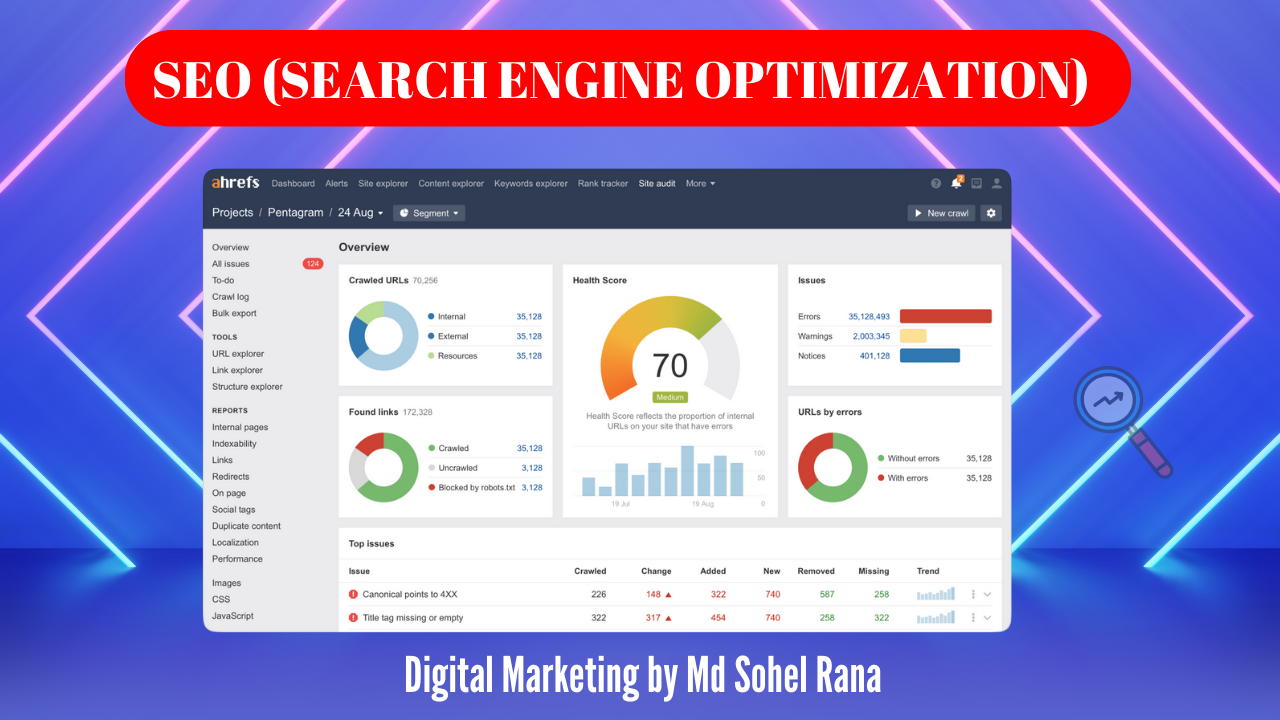 SEO (SEARCH ENGINE OPTIMIZATION)
ahrefs Dashboard Alerts Site explorer Content explorer Keywords explorer Rank tracker Site audit More 2
Projects / Pentagram / 24 Aug Segment New crawl
Overview
All issues 124
To-do
Crawl log
Bulk export
TOOLS
URL explorer
Link explorer
Structure explorer
REPORTS
Internal pages
Indexability
Links
Redirects
On page
Social tags
Duplicate content
Localization
Performance
Images
CSS
JavaScript
Overview
Crawled URLs 70,256
Internal 35,128
External 35,128
Resources 35,128
Health Score
70
Medium
Health Score reflects the proportion of internal
URLs on your site that have errors
100
50
19 Jul 19 Aug 0
Issues
Errors 35,128,493
Warnings 2,003,345
Notices 401,128
Found links 172,328
Crawled 35,128
Uncrawled 3,128
Blocked by robots.txt 3,128
URLs by errors
Without errors 35,128
With errors 35,128
Top issues
Issue Crawled Change Added New Removed Missing Trend
Canonical points to 4XX 226 148 322 740 587 258
Title tag missing or empty 322 317 454 740 258 322
Digital Marketing by Md Sohel Rana